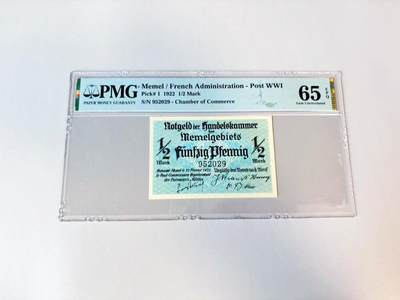 PMG
PAPER MONEY GUARANTY
Memel / French Administration - Post WWI
Pick# 1 1922 1/2 Mark
S/N 952029 - Chamber of Commerce
65 EPQ
Gem Uncirculated
Notgeld der Handelskammer
des
Memelgebiets
1/2 Fünfzig Pfennig 1/2
Mark 952029 Mark